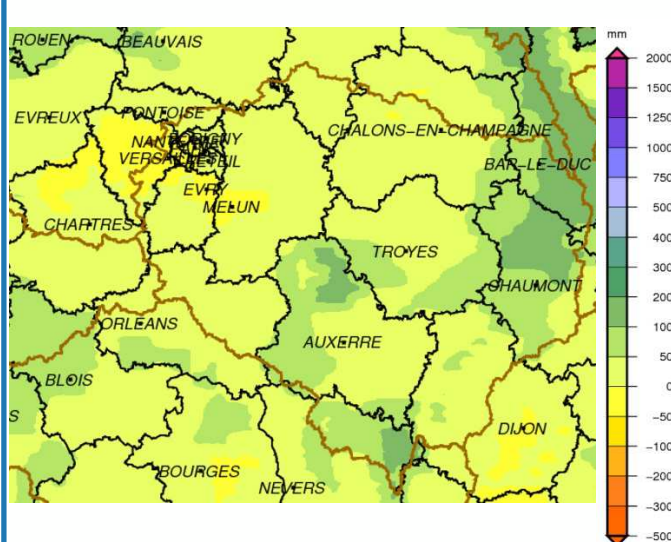 mm
ROUEN BEAUVAIS
2000
1500
EVREUX PONTOISE
1250
CHALONS-EN-CHAMPAGNE
1000
VERSAILLES
BAR-LE-DUC
750
EVRY
MELUN
500
CHARTRES
400
TROYES
300
CHAUMONT
200
ORLEANS
100
AUXERRE
50
BLOIS
0
S
DIJON
-50
-100
BOURGES
NEVERS
-200
-300
-500